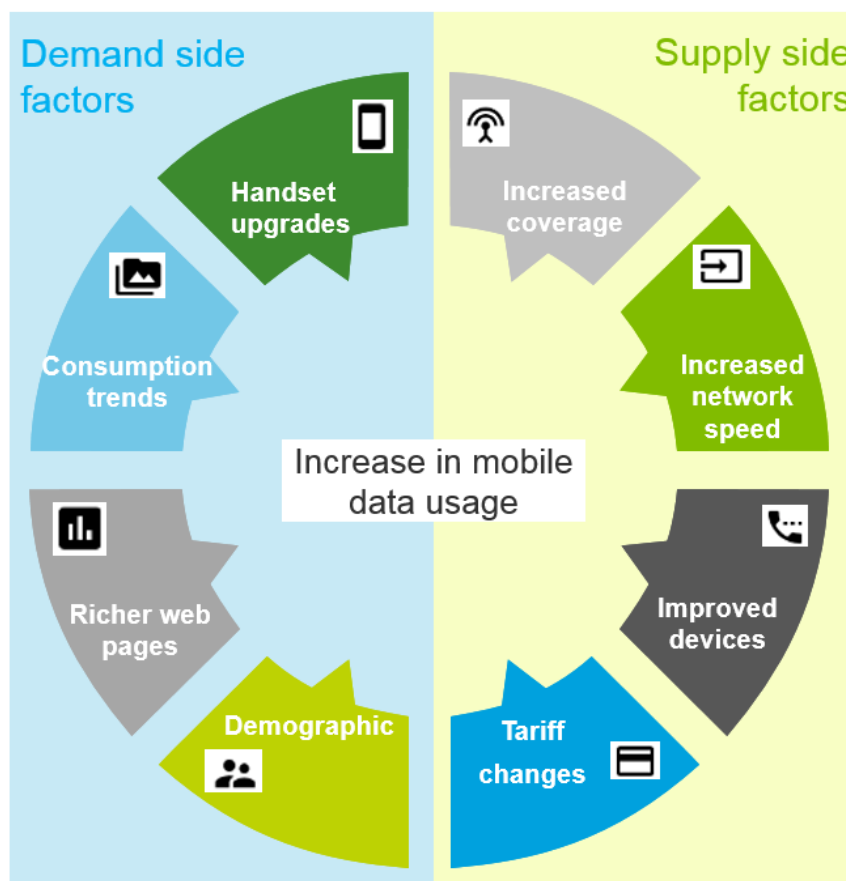 Demand side
factors
Supply side
factors
Handset
upgrades
Increased
coverage
Consumption
trends
Increased
network
speed
Increase in mobile
data usage
Richer web
pages
Improved
devices
Demographic
Tariff
changes